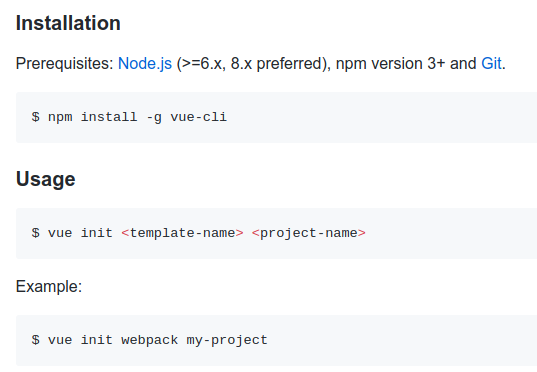 Installation
Prerequisites: Node.js (>=6.x, 8.x preferred), npm version 3+ and Git.
$ npm install -g vue-cli
Usage
$ vue init <template-name> <project-name>
Example:
$ vue init webpack my-project